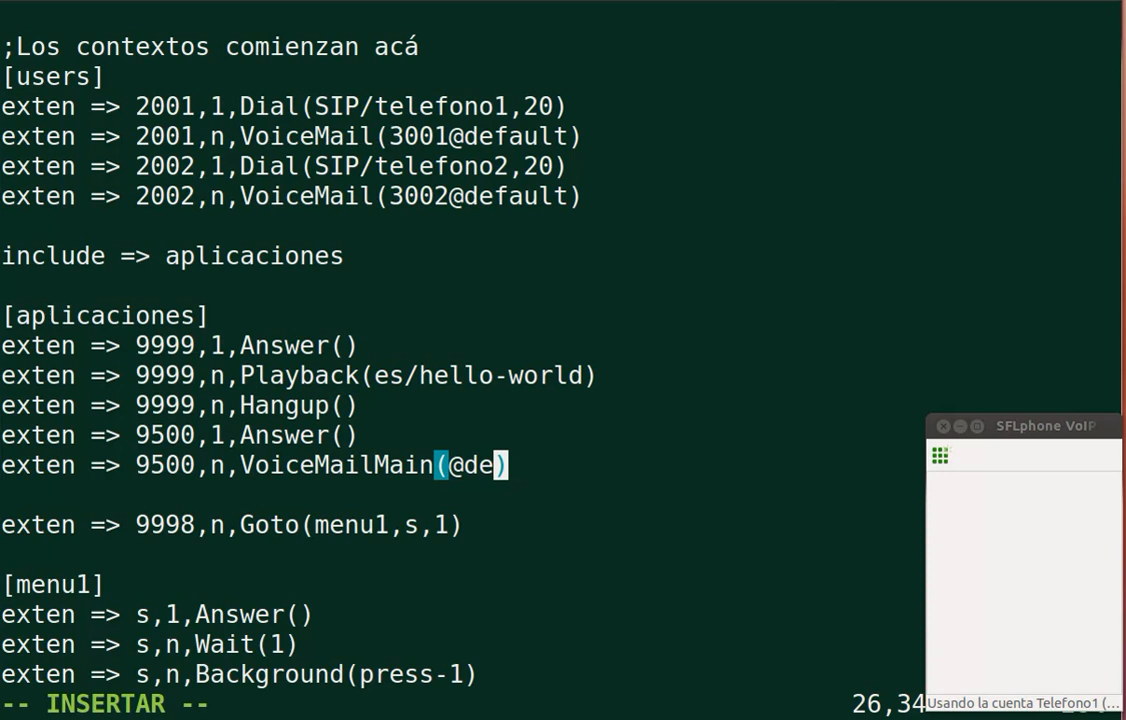 ;Los contextos comienzan acá
[users]
exten => 2001,1,Dial(SIP/telefono1,20)
exten => 2001,n,VoiceMail(3001@default)
exten => 2002,1,Dial(SIP/telefono2,20)
exten => 2002,n,VoiceMail(3002@default)
include => aplicaciones
[aplicaciones]
exten => 9999,1,Answer()
exten => 9999,n,Playback(es/hello-world)
exten => 9999,n,Hangup()
exten => 9500,1,Answer()
exten => 9500,n,VoiceMailMain(@de)
exten => 9998,n,Goto(menu1,s,1)
[menu1]
exten => s,1,Answer()
exten => s,n,Wait(1)
exten => s,n,Background(press-1)
-- INSERTAR -- 26,34
SFLphone VoIP
Usando la cuenta Telefono1 (...